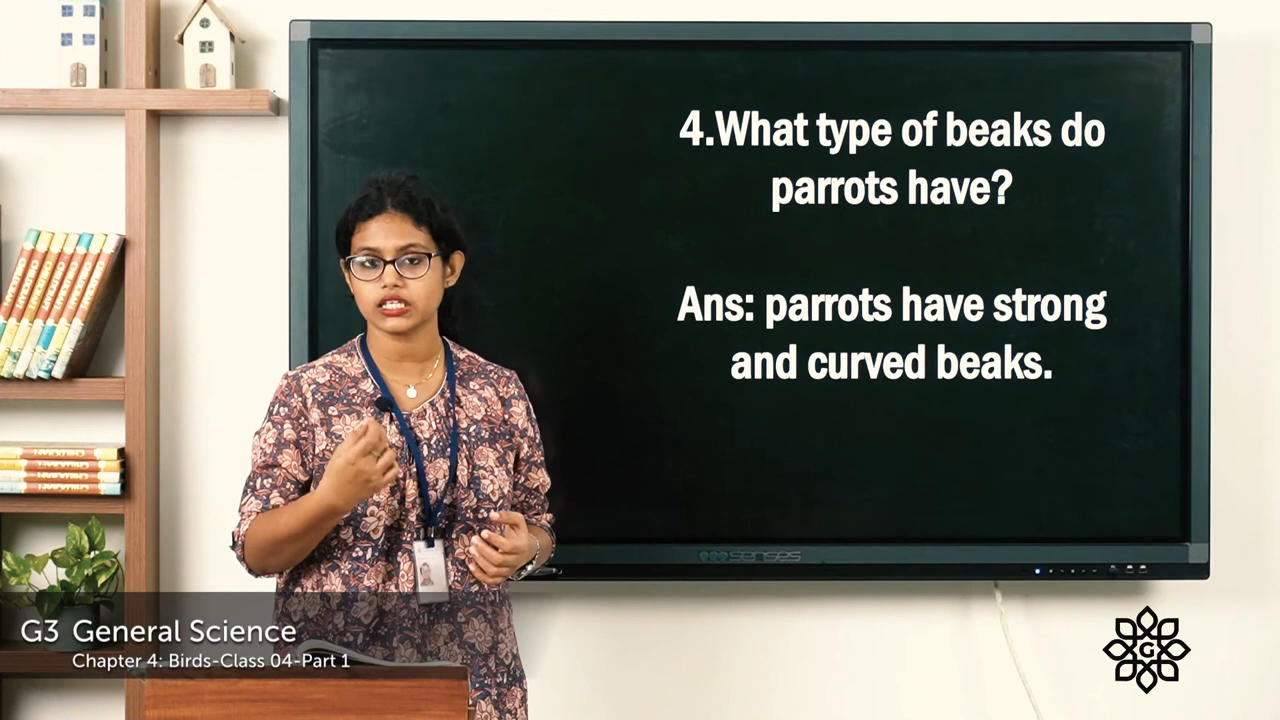 4.What type of beaks do
parrots have?
Ans: parrots have strong
and curved beaks.
senses
G3 General Science
Chapter 4: Birds-Class 04-Part 1
G